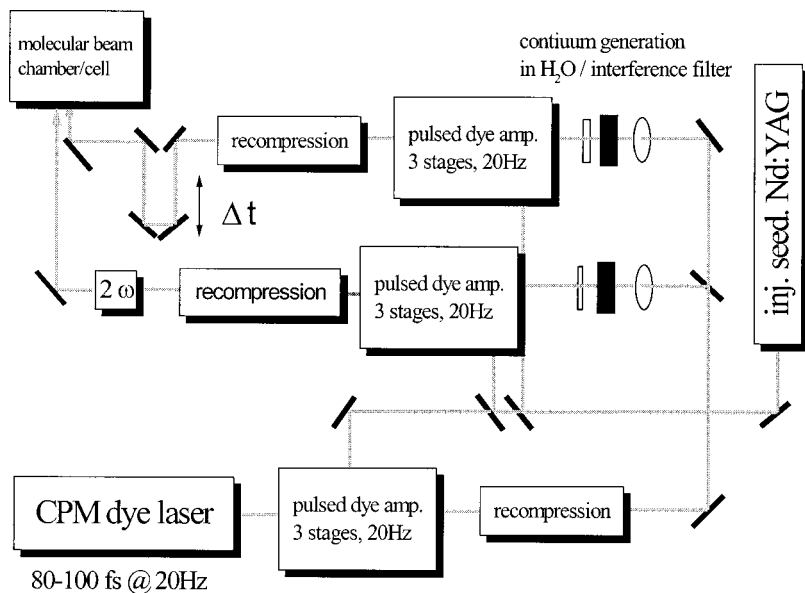 molecular beam
chamber/cell
contiuum generation
in H₂O / interference filter
recompression
pulsed dye amp.
3 stages, 20Hz
inj. seed. Nd:YAG
Δt
2 ω
recompression
pulsed dye amp.
3 stages, 20Hz
CPM dye laser
pulsed dye amp.
3 stages, 20Hz
recompression
80-100 fs @ 20Hz